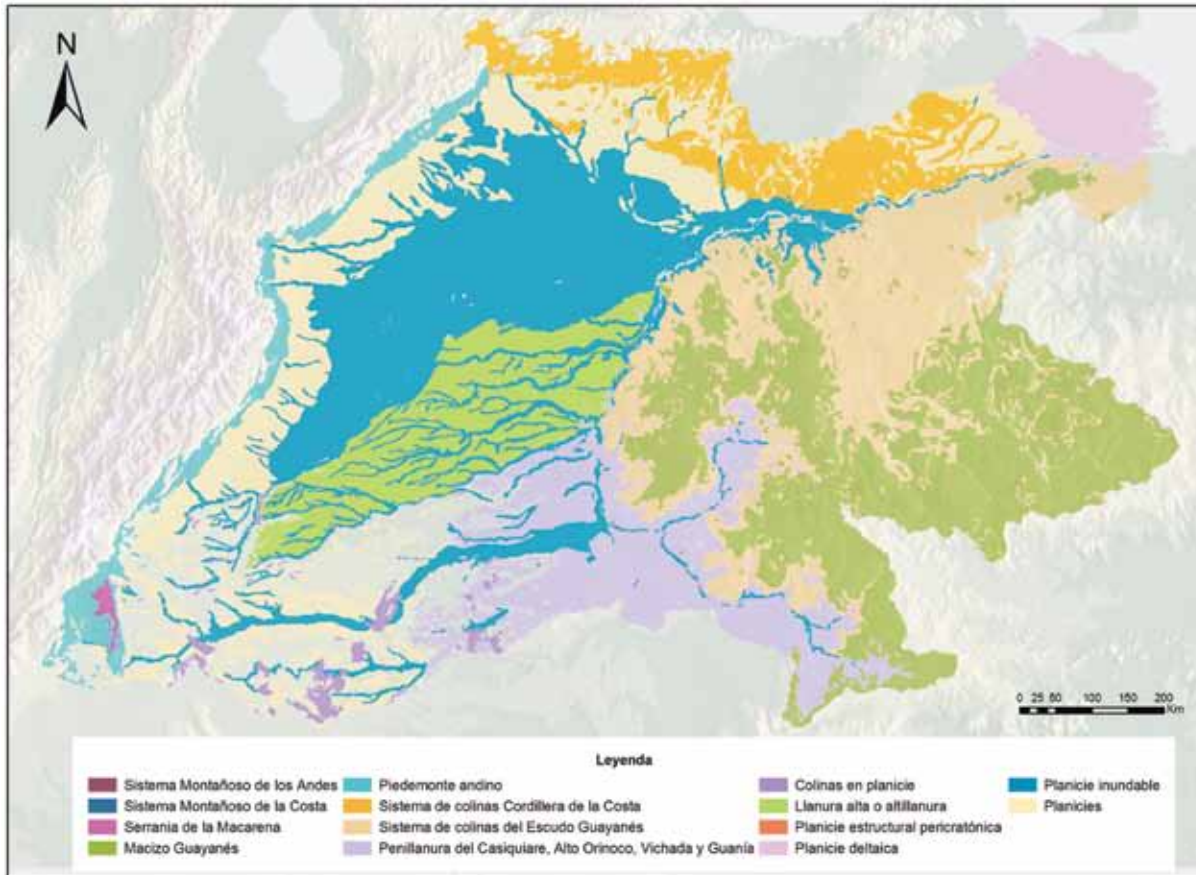 N
0 25 50 100 150 200
Km
Leyenda
Sistema Montañoso de los Andes
Sistema Montañoso de la Costa
Serrania de la Macarena
Macizo Guayanés
Piedemonte andino
Sistema de colinas Cordillera de la Costa
Sistema de colinas del Escudo Guayanés
Penillanura del Casiquiare, Alto Orinoco, Vichada y Guanía
Colinas en planicie
Llanura alta o altillanura
Planicie estructural pericratónica
Planicie deltaica
Planicie inundable
Planicies